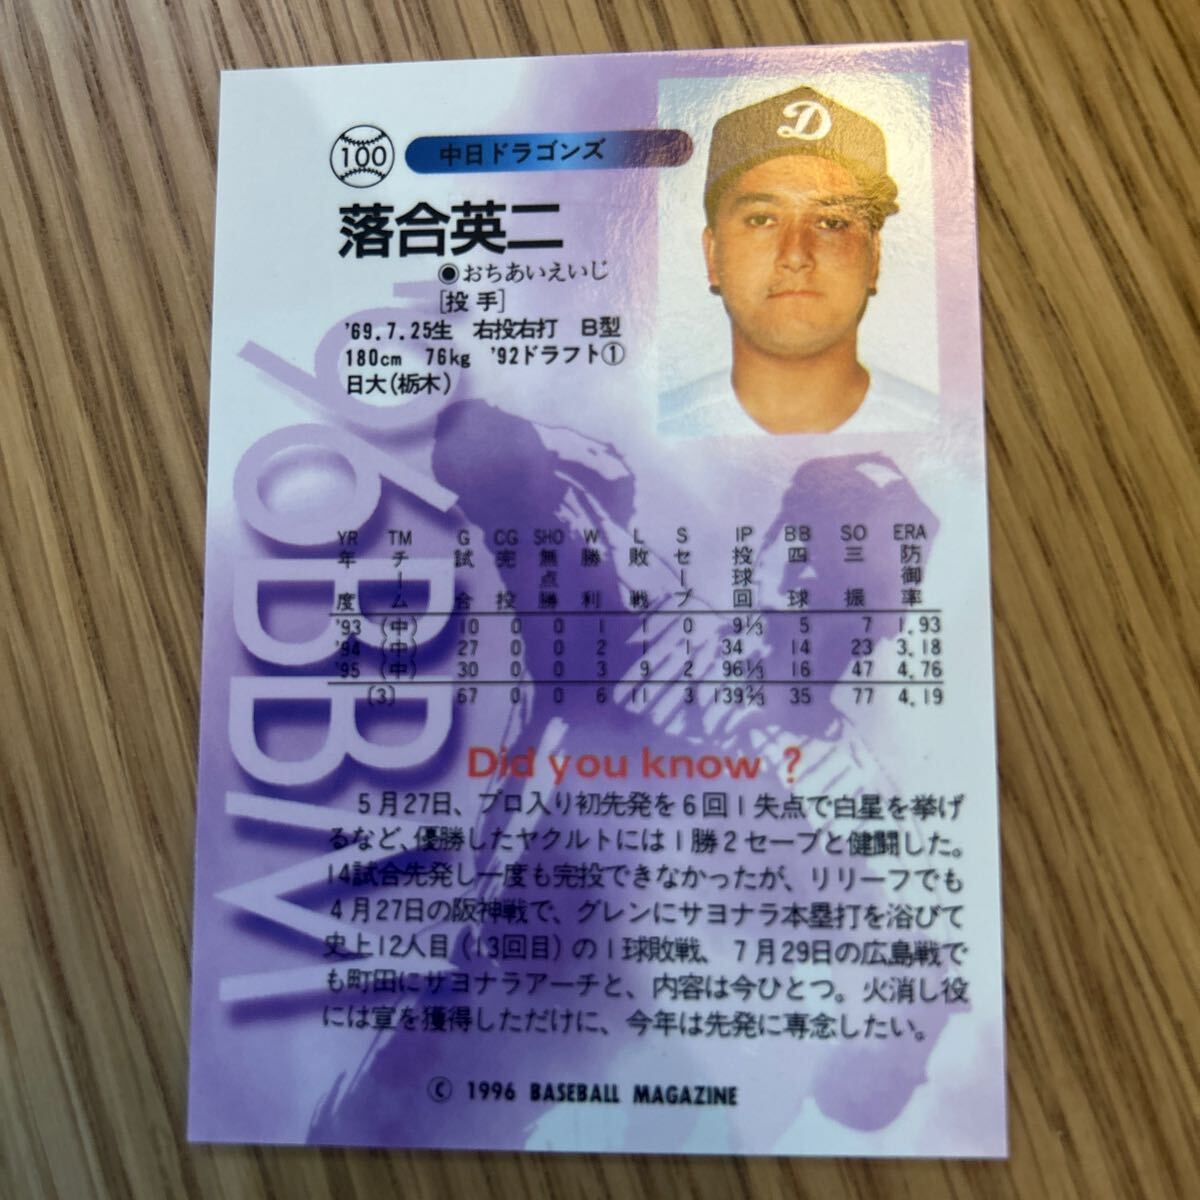 100
中日ドラゴンズ
D
落合英二
◉おちあいえいじ
[投手]
'69.7.25生 右投右打 B型
180cm 76kg '92ドラフト①
日大(栃木)
'96BBM
YR TM G CG SHO W L S IP BB SO ERA
年度 チーム 試合 完投 無点勝 勝利 敗戦 セーブ 投球回 四球 三振 防御率
'93 (中) 10 0 0 1 1 0 9 1/3 5 7 1.93
'94 (中) 27 0 0 2 1 1 34 14 23 3.18
'95 (中) 30 0 0 3 9 2 96 1/3 16 47 4.76
(3) 67 0 0 6 11 3 139 2/3 35 77 4.19
Did you know ?
5月27日、プロ入り初先発を6回1失点で白星を挙げ
るなど、優勝したヤクルトには1勝2セーブと健闘した。
14試合先発し一度も完投できなかったが、リリーフでも
4月27日の阪神戦で、グレンにサヨナラ本塁打を浴びて
史上12人目(13回目)の1球敗戦、7月29日の広島戦で
も町田にサヨナラアーチと、内容は今ひとつ。火消し役
には宣を獲得しただけに、今年は先発に専念したい。
© 1996 BASEBALL MAGAZINE